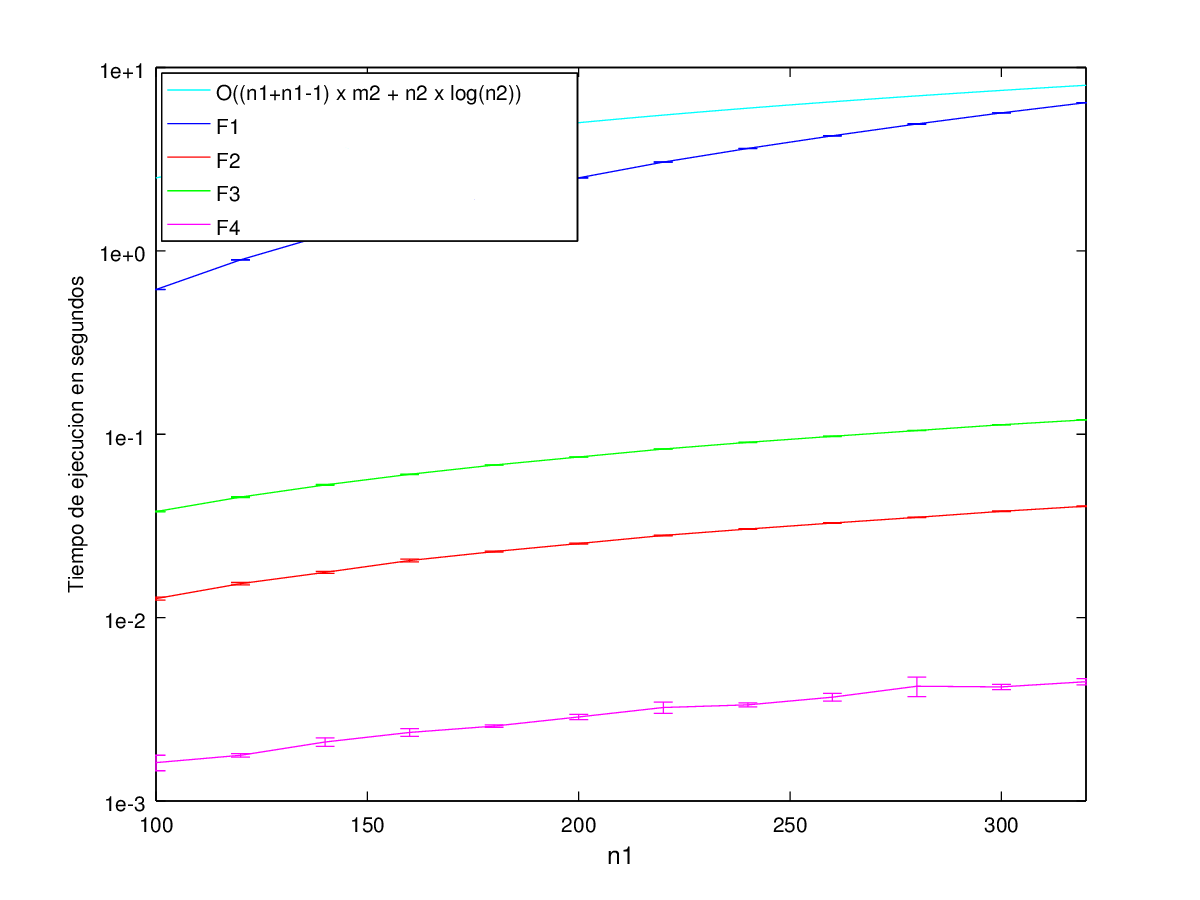 1e+1
O((n1+n1-1) x m2 + n2 x log(n2))
F1
F2
F3
F4
1e+0
1e-1
1e-2
1e-3
Tiempo de ejecucion en segundos
100 150 200 250 300
n1